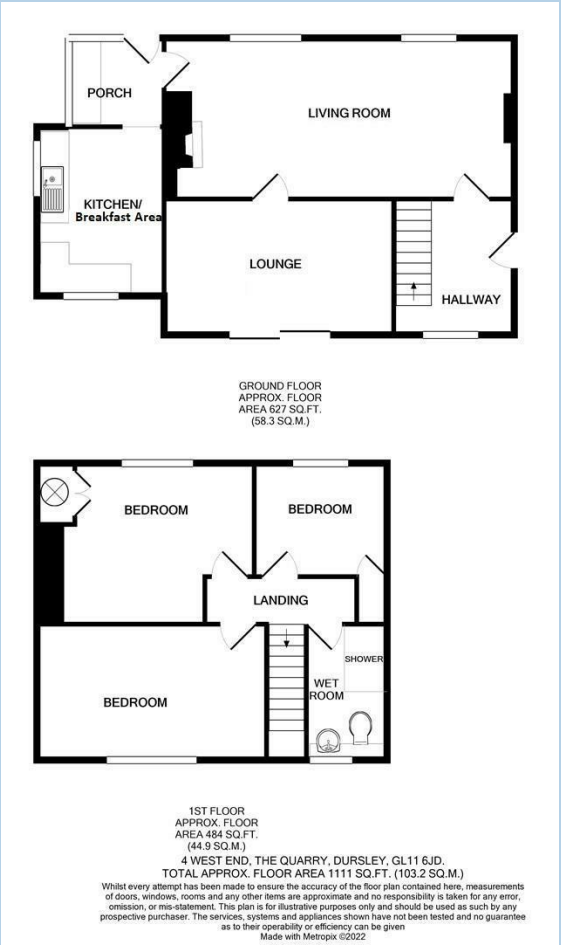 PORCH
LIVING ROOM
KITCHEN/
Breakfast Area
LOUNGE
HALLWAY
GROUND FLOOR
APPROX. FLOOR
AREA 627 SQ.FT.
(58.3 SQ.M.)
BEDROOM
BEDROOM
LANDING
SHOWER
WET
ROOM
BEDROOM
1ST FLOOR
APPROX. FLOOR
AREA 484 SQ.FT.
(44.9 SQ.M.)
4 WEST END, THE QUARRY, DURSLEY, GL11 6JD.
TOTAL APPROX. FLOOR AREA 1111 SQ.FT. (103.2 SQ.M.)
Whilst every attempt has been made to ensure the accuracy of the floor plan contained here, measurements
of doors, windows, rooms and any other items are approximate and no responsibility is taken for any error,
omission, or mis-statement. This plan is for illustrative purposes only and should be used as such by any
prospective purchaser. The services, systems and appliances shown have not been tested and no guarantee
as to their operability or efficiency can be given
Made with Metropix ©2022